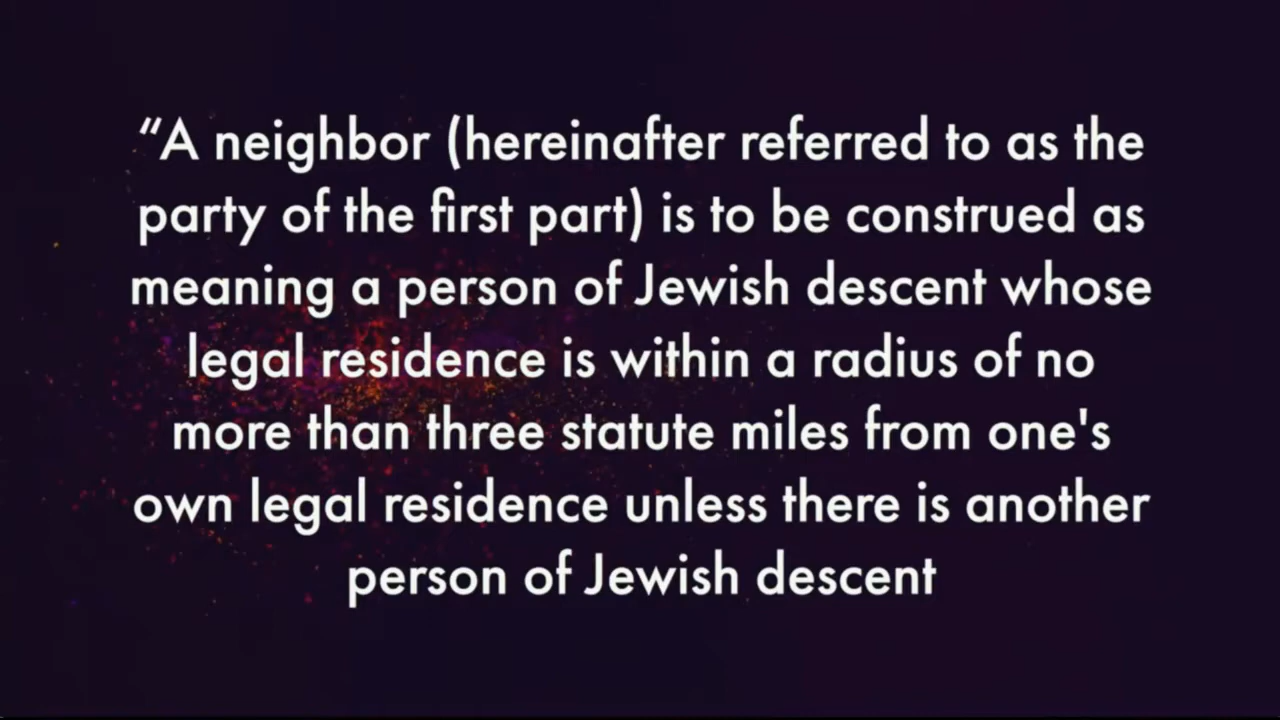 “A neighbor (hereinafter referred to as the
party of the first part) is to be construed as
meaning a person of Jewish descent whose
legal residence is within a radius of no
more than three statute miles from one's
own legal residence unless there is another
person of Jewish descent